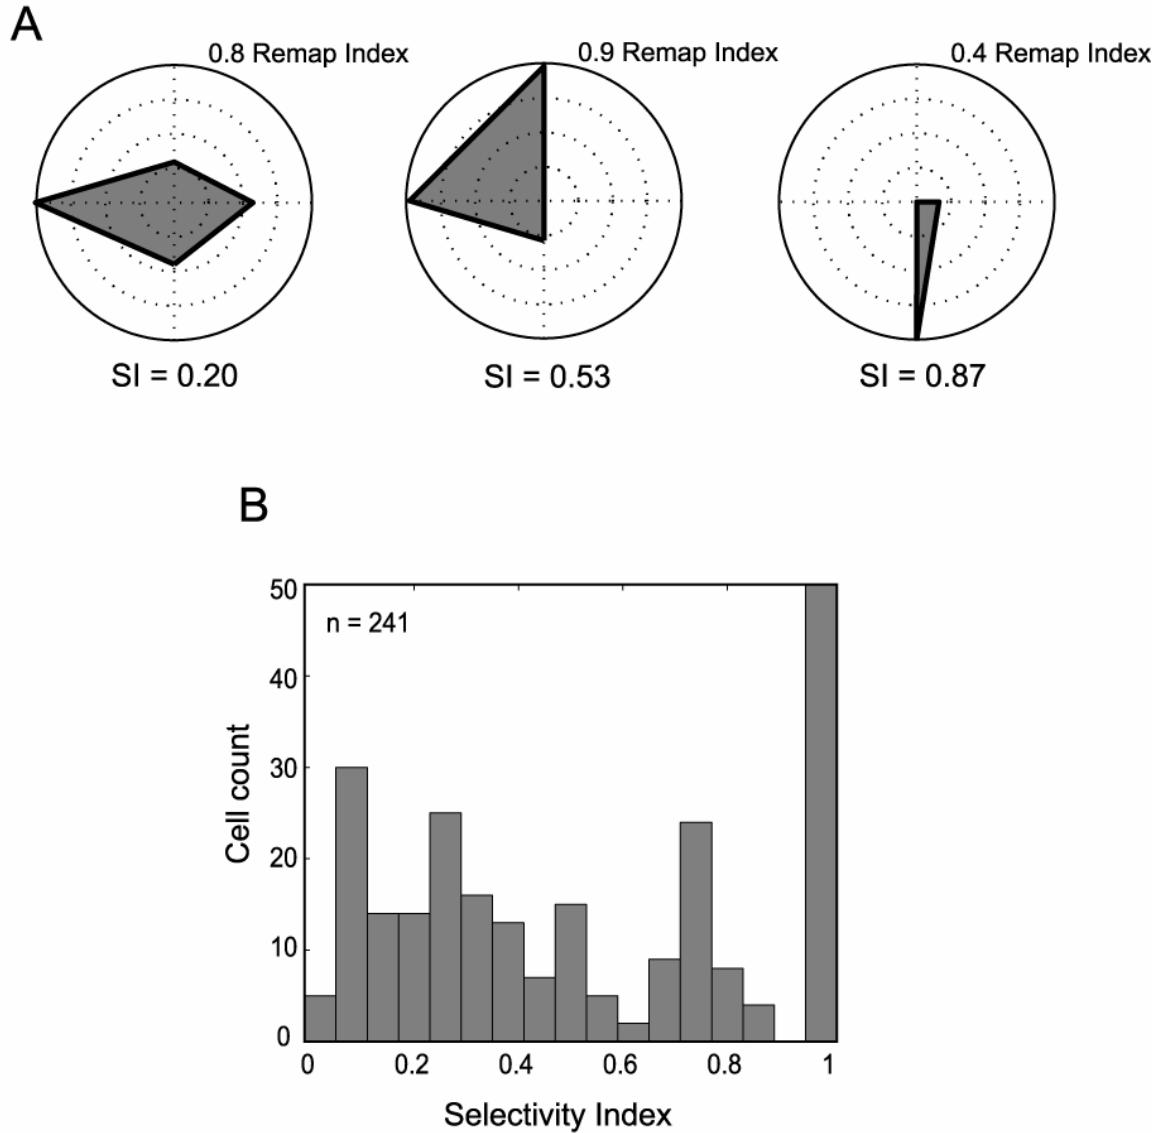 A
0.8 Remap Index
0.9 Remap Index
0.4 Remap Index
SI = 0.20
SI = 0.53
SI = 0.87
B
50
n = 241
40
30
20
10
0
Cell count
0 0.2 0.4 0.6 0.8 1
Selectivity Index